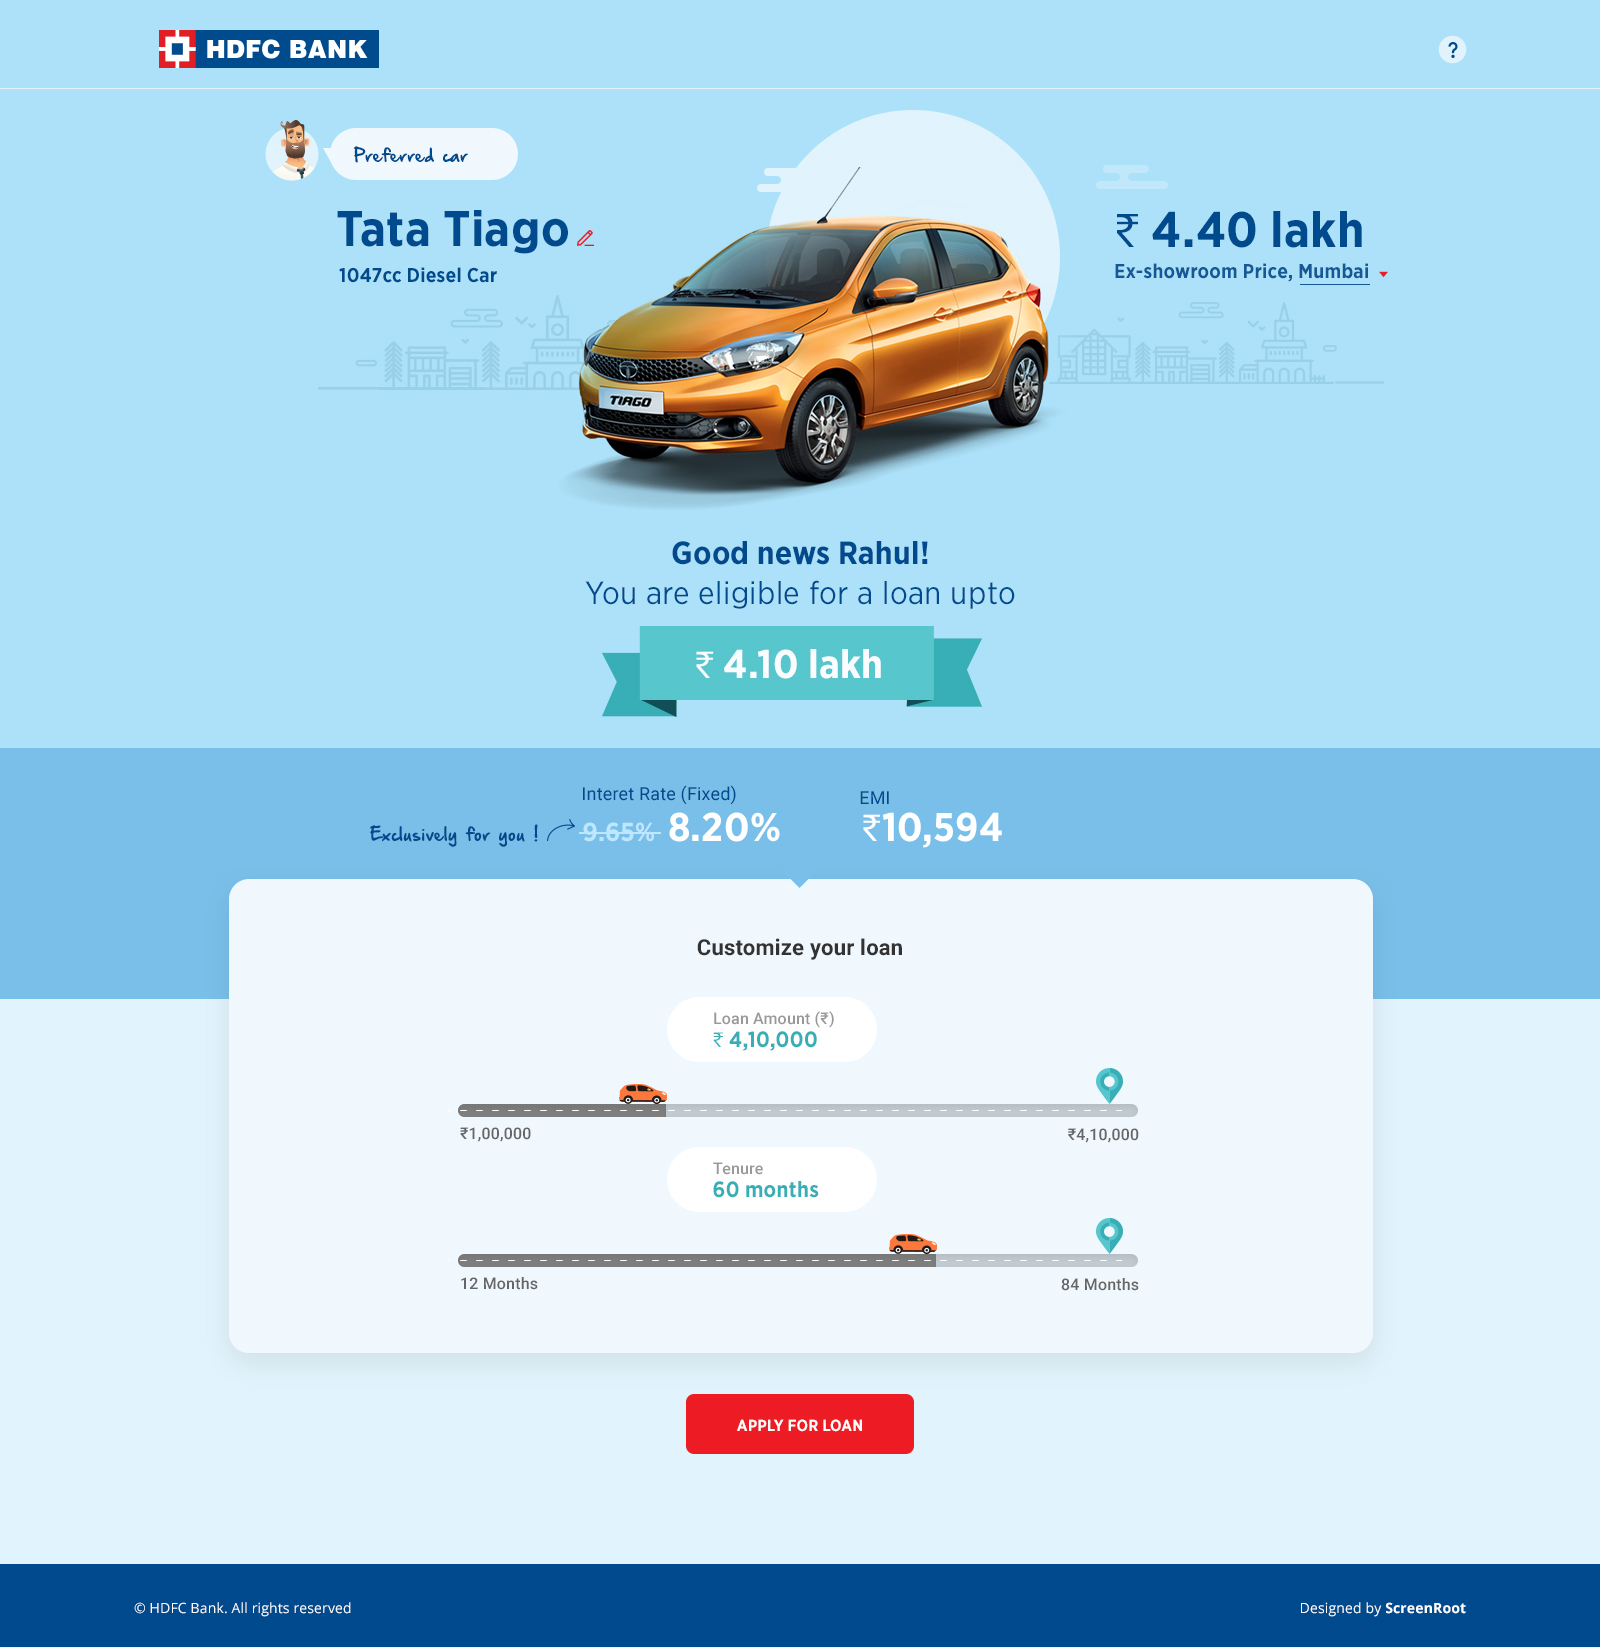 HDFC BANK
?
Preferred car
Tata Tiago
1047cc Diesel Car
₹ 4.40 lakh
Ex-showroom Price, Mumbai
TIAGO
Good news Rahul!
You are eligible for a loan upto
₹ 4.10 lakh
Interet Rate (Fixed)
Exclusively for you !
9.65% 8.20%
EMI
₹10,594
Customize your loan
Loan Amount (₹)
₹ 4,10,000
₹1,00,000
₹4,10,000
Tenure
60 months
12 Months
84 Months
APPLY FOR LOAN
© HDFC Bank. All rights reserved
Designed by ScreenRoot